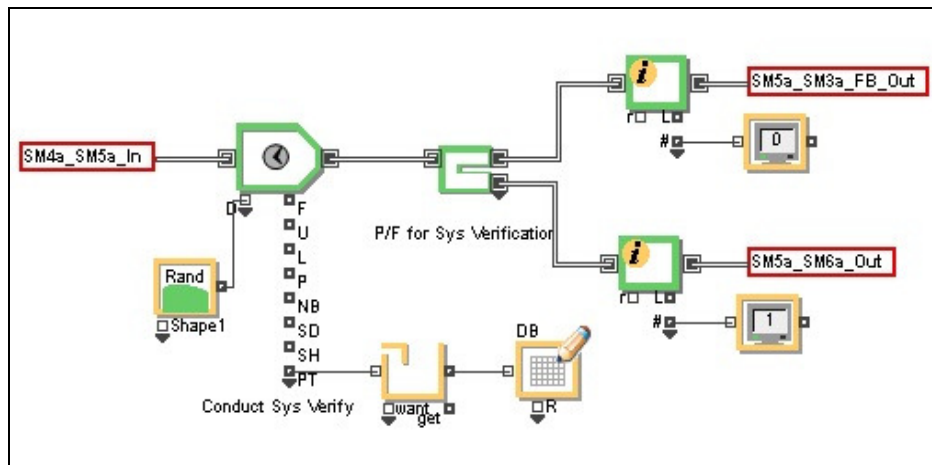 SM5a_SM3a_FB_Out
i
r L
#
0
SM4a_SM5a_In
D
F
U
L
P
NB
SD
SH
PT
P/F for Sys Verification
i
SM5a_SM6a_Out
r L
#
1
Rand
Shape1
DB
Conduct Sys Verify
want
get
R